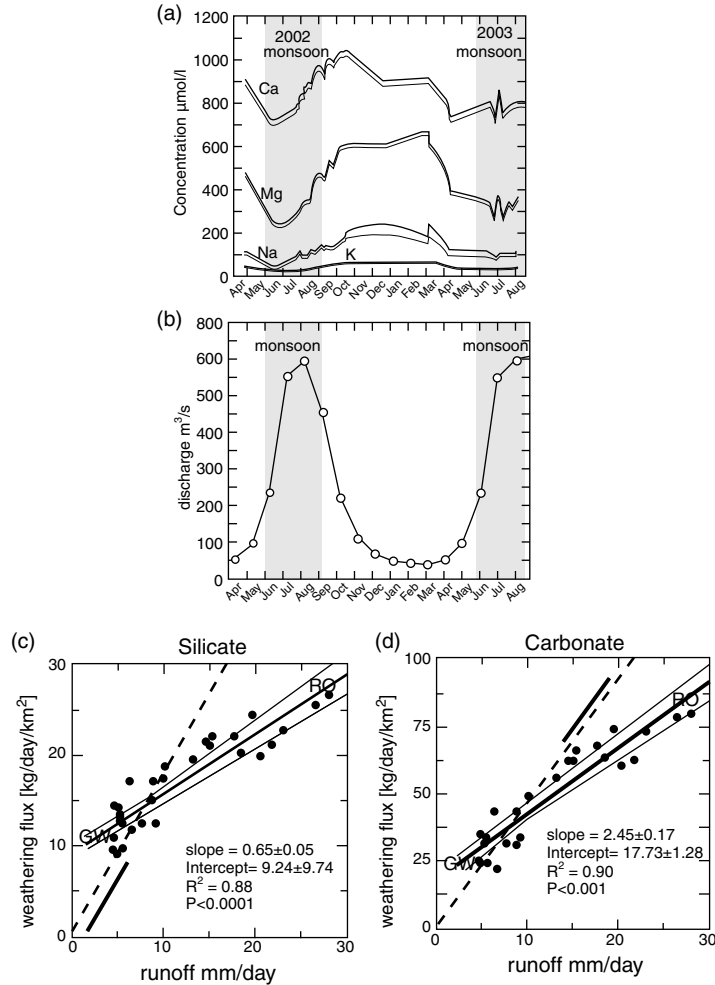 (a)
1200
1000
800
600
400
200
0
Concentration µmol/l
2002
monsoon
2003
monsoon
Ca
Mg
Na
K
Apr May Jun Jul Aug Sep Oct Nov Dec Jan Feb Mar Apr May Jun Jul Aug
(b)
800
700
600
500
400
300
200
100
0
discharge m³/s
monsoon
monsoon
Apr May Jun Jul Aug Sep Oct Nov Dec Jan Feb Mar Apr May Jun Jul Aug
(c)
Silicate
30
20
10
0
weathering flux [kg/day/km²]
RO
GW
slope = 0.65±0.05
Intercept= 9.24±9.74
R² = 0.88
P<0.0001
0 10 20 30
runoff mm/day
(d)
Carbonate
100
75
50
25
0
weathering flux [kg/day/km²]
RO
GW
slope = 2.45±0.17
Intercept= 17.73±1.28
R² = 0.90
P<0.001
0 10 20 30
runoff mm/day